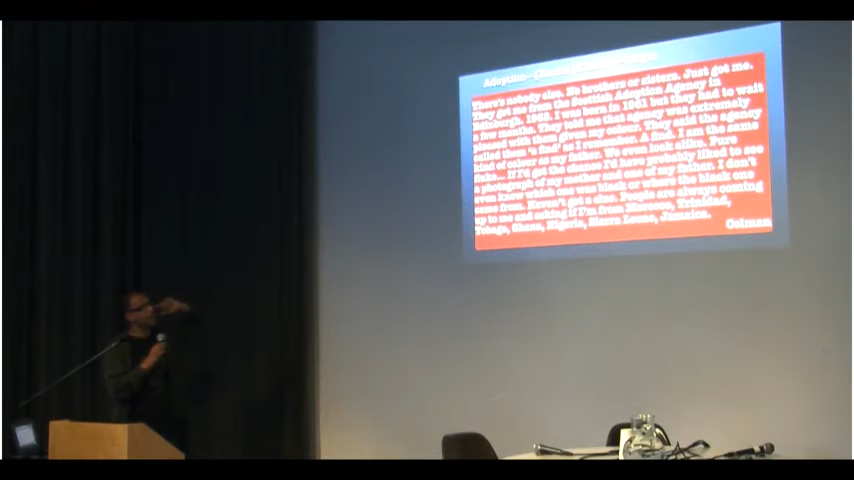 Adopting
There's nobody else. No brothers or sisters. Just got me.
They got me from the Scottish Adoption Agency in
Edinburgh, 1962. I was born in 1961 but they had to wait
a few months. They told me that agency was extremely
pleased with them given my colour. They said the agency
called them 'a find' as I remember. A find. I am the same
kind of colour as my father. We even look alike. Pure
fluke... If I'd get the chance I'd have probably liked to see
a photograph of my mother and one of my father. I don't
even know which one was black or where the black one
came from. Haven't got a clue. People are always coming
up to me and asking if I'm from Morocco, Trinidad,
Tobago, Ghana, Nigeria, Sierra Leone, Jamaica.
Colman